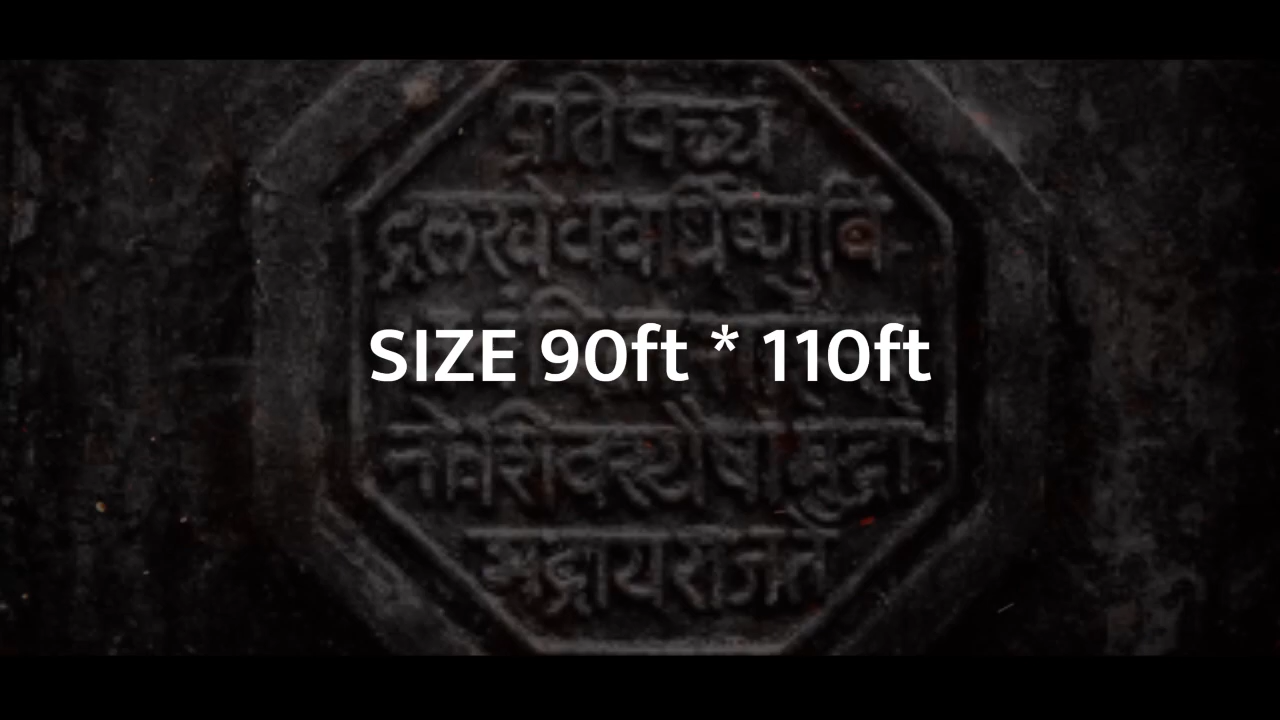 प्रतिपच्चं
द्रलेखेववर्धिष्णुर्वि-
SIZE 90ft * 110ft
नोः शिवस्यैषा मुद्रा
भद्रायराजते